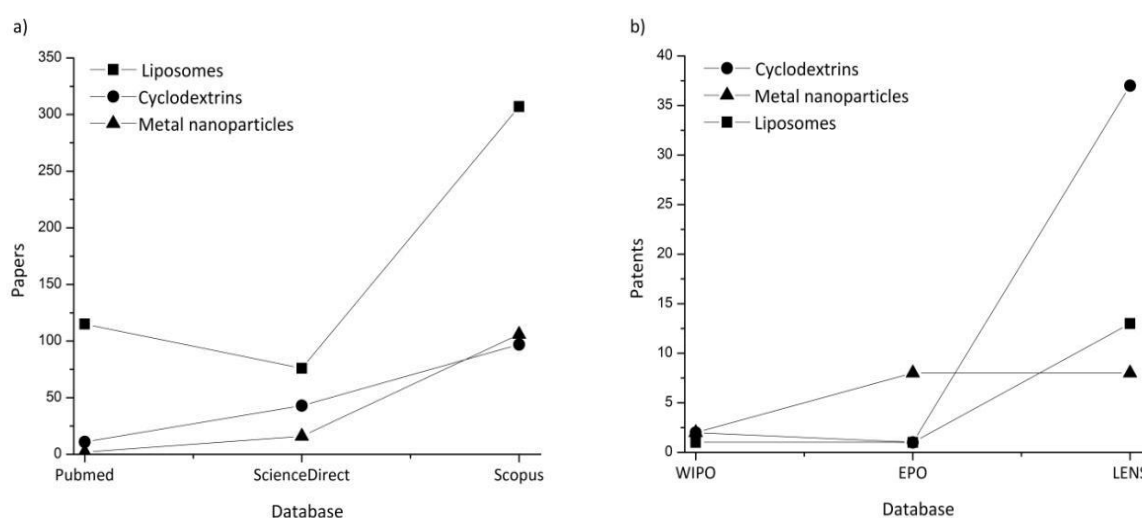 a)
350
300
250
200
150
100
50
0
Papers
Liposomes
Cyclodextrins
Metal nanoparticles
Pubmed
ScienceDirect
Scopus
Database
b)
40
35
30
25
20
15
10
5
0
Patents
Cyclodextrins
Metal nanoparticles
Liposomes
WIPO
EPO
LENS
Database